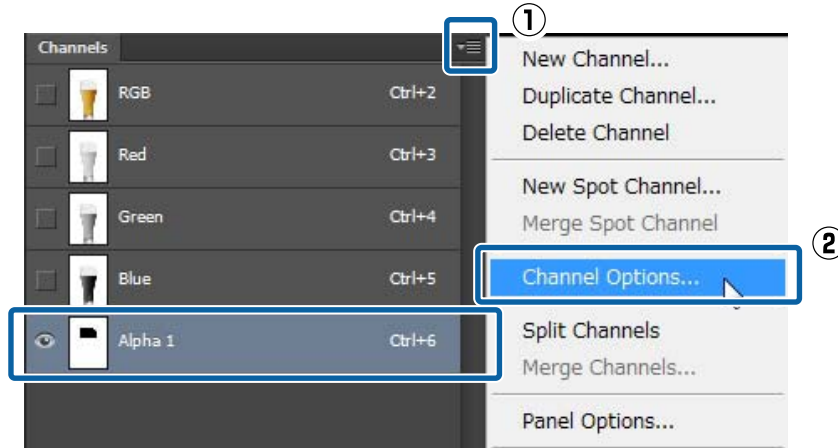 ①
Channels
RGB Ctrl+2
Red Ctrl+3
Green Ctrl+4
Blue Ctrl+5
Alpha 1 Ctrl+6
New Channel...
Duplicate Channel...
Delete Channel
New Spot Channel...
Merge Spot Channel
②
Channel Options...
Split Channels
Merge Channels...
Panel Options...